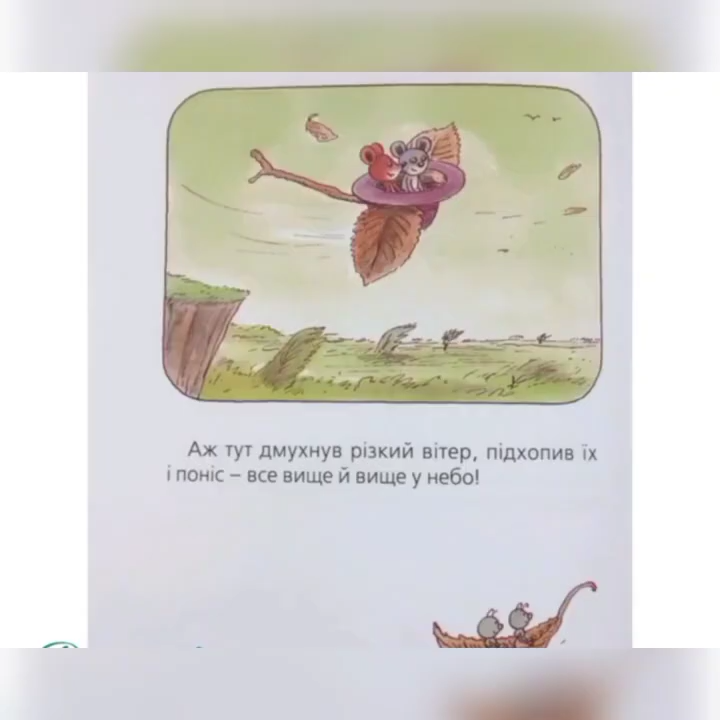 Аж тут дмухнув різкий вітер, підхопив їх
і поніс – все вище й вище у небо!